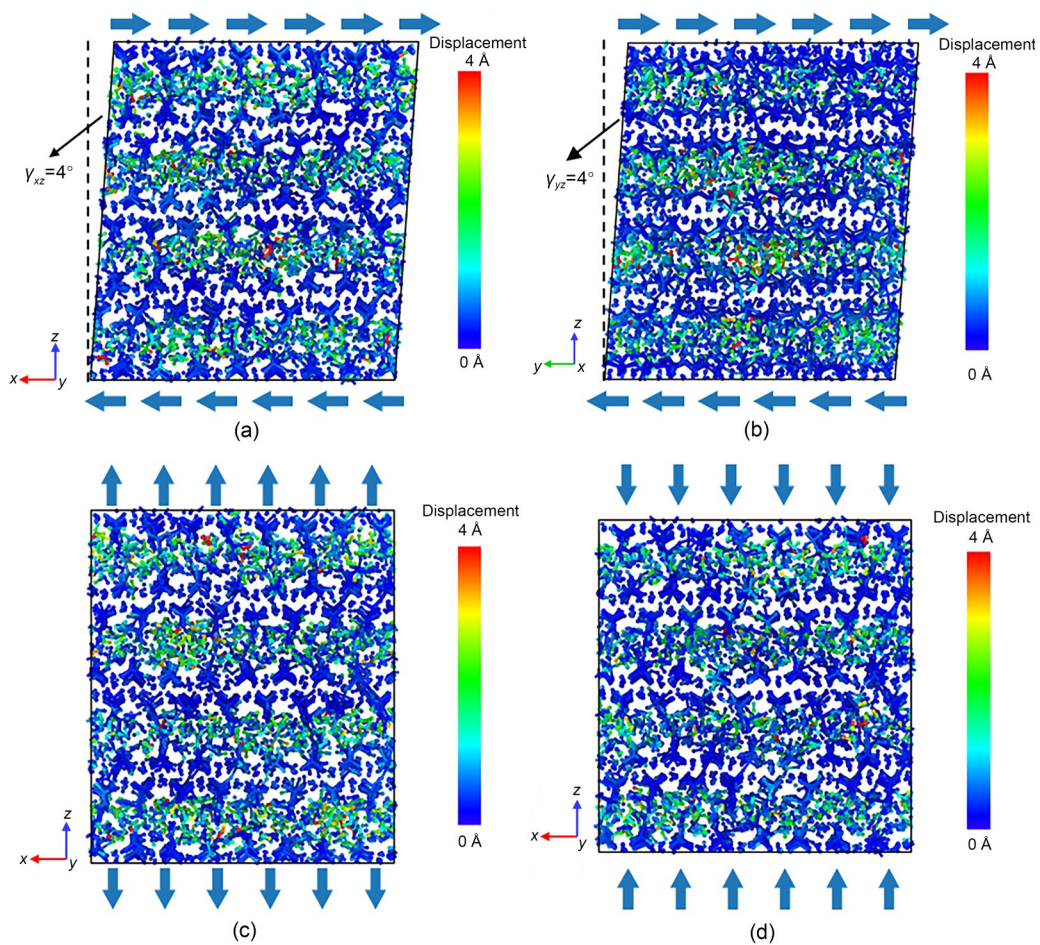 Displacement
4 Å
γxz=4°
0 Å
z
x
y
(a)
Displacement
4 Å
γyz=4°
0 Å
z
y
x
(b)
Displacement
4 Å
0 Å
z
x
y
(c)
Displacement
4 Å
0 Å
z
x
y
(d)